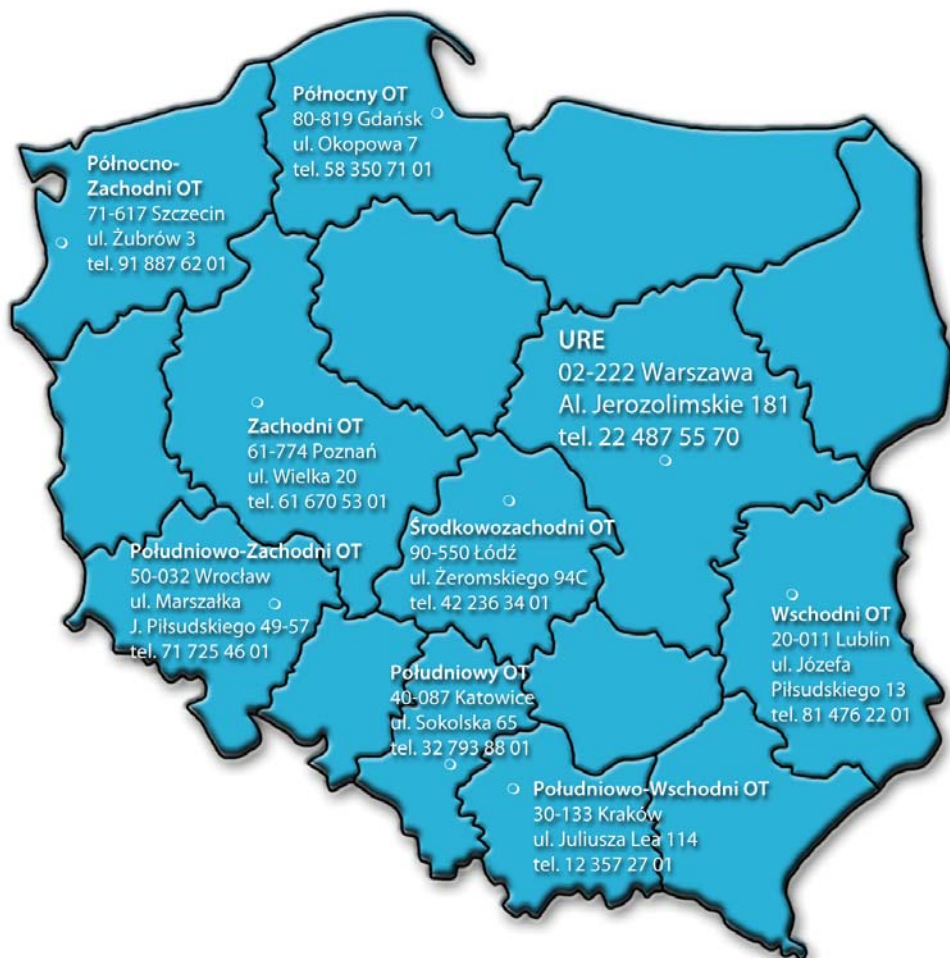 Północny OT
80-819 Gdańsk
ul. Okopowa 7
tel. 58 350 71 01
Północno-
Zachodni OT
71-617 Szczecin
ul. Żubrów 3
tel. 91 887 62 01
URE
02-222 Warszawa
Al. Jerozolimskie 181
tel. 22 487 55 70
Zachodni OT
61-774 Poznań
ul. Wielka 20
tel. 61 670 53 01
Środkowozachodni OT
90-550 Łódź
ul. Żeromskiego 94C
tel. 42 236 34 01
Południowo-Zachodni OT
50-032 Wrocław
ul. Marszałka
J. Piłsudskiego 49-57
tel. 71 725 46 01
Wschodni OT
20-011 Lublin
ul. Józefa
Piłsudskiego 13
tel. 81 476 22 01
Południowy OT
40-087 Katowice
ul. Sokolska 65
tel. 32 793 88 01
Południowo-Wschodni OT
30-133 Kraków
ul. Juliusza Lea 114
tel. 12 357 27 01